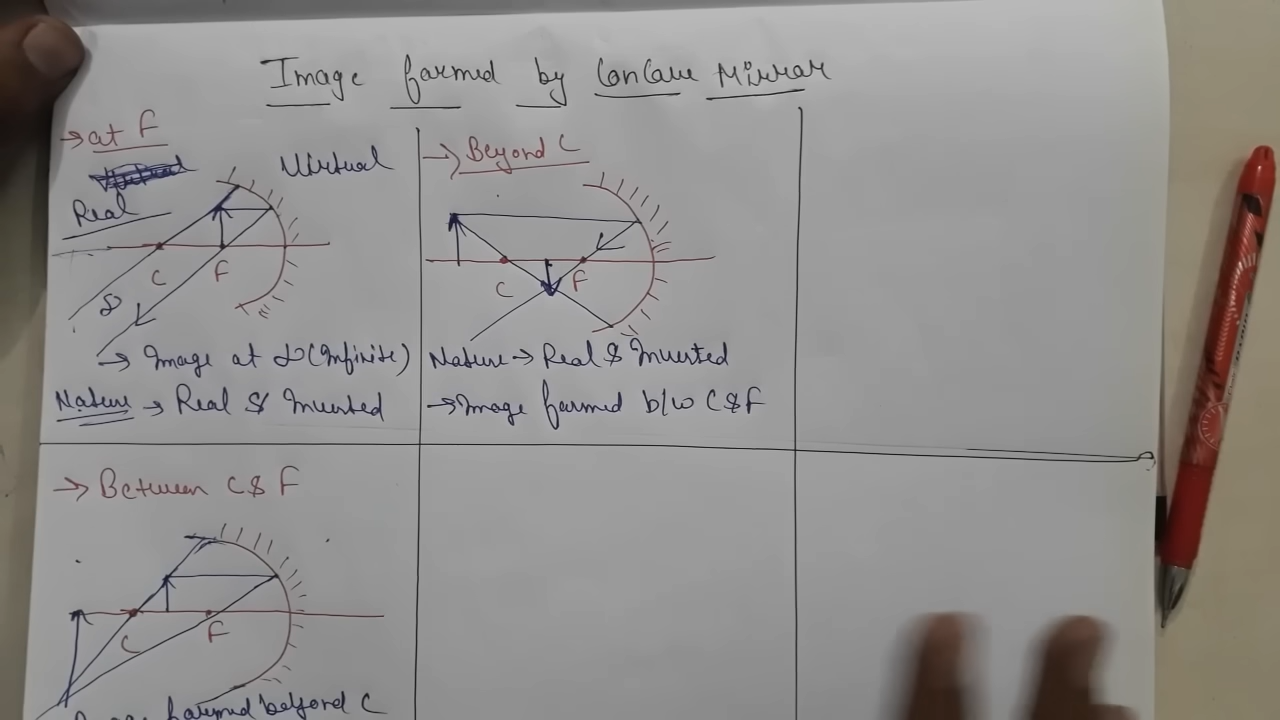 Image formed by Concave Mirror
→ at F
Virtual
Real
C
F
∞
→ Image at ∞ (Infinite)
Nature → Real & Inverted
→ Beyond C
C
F
Nature → Real & Inverted
→ Image formed b/w C & F
→ Between C & F
C
F
formed beyond C